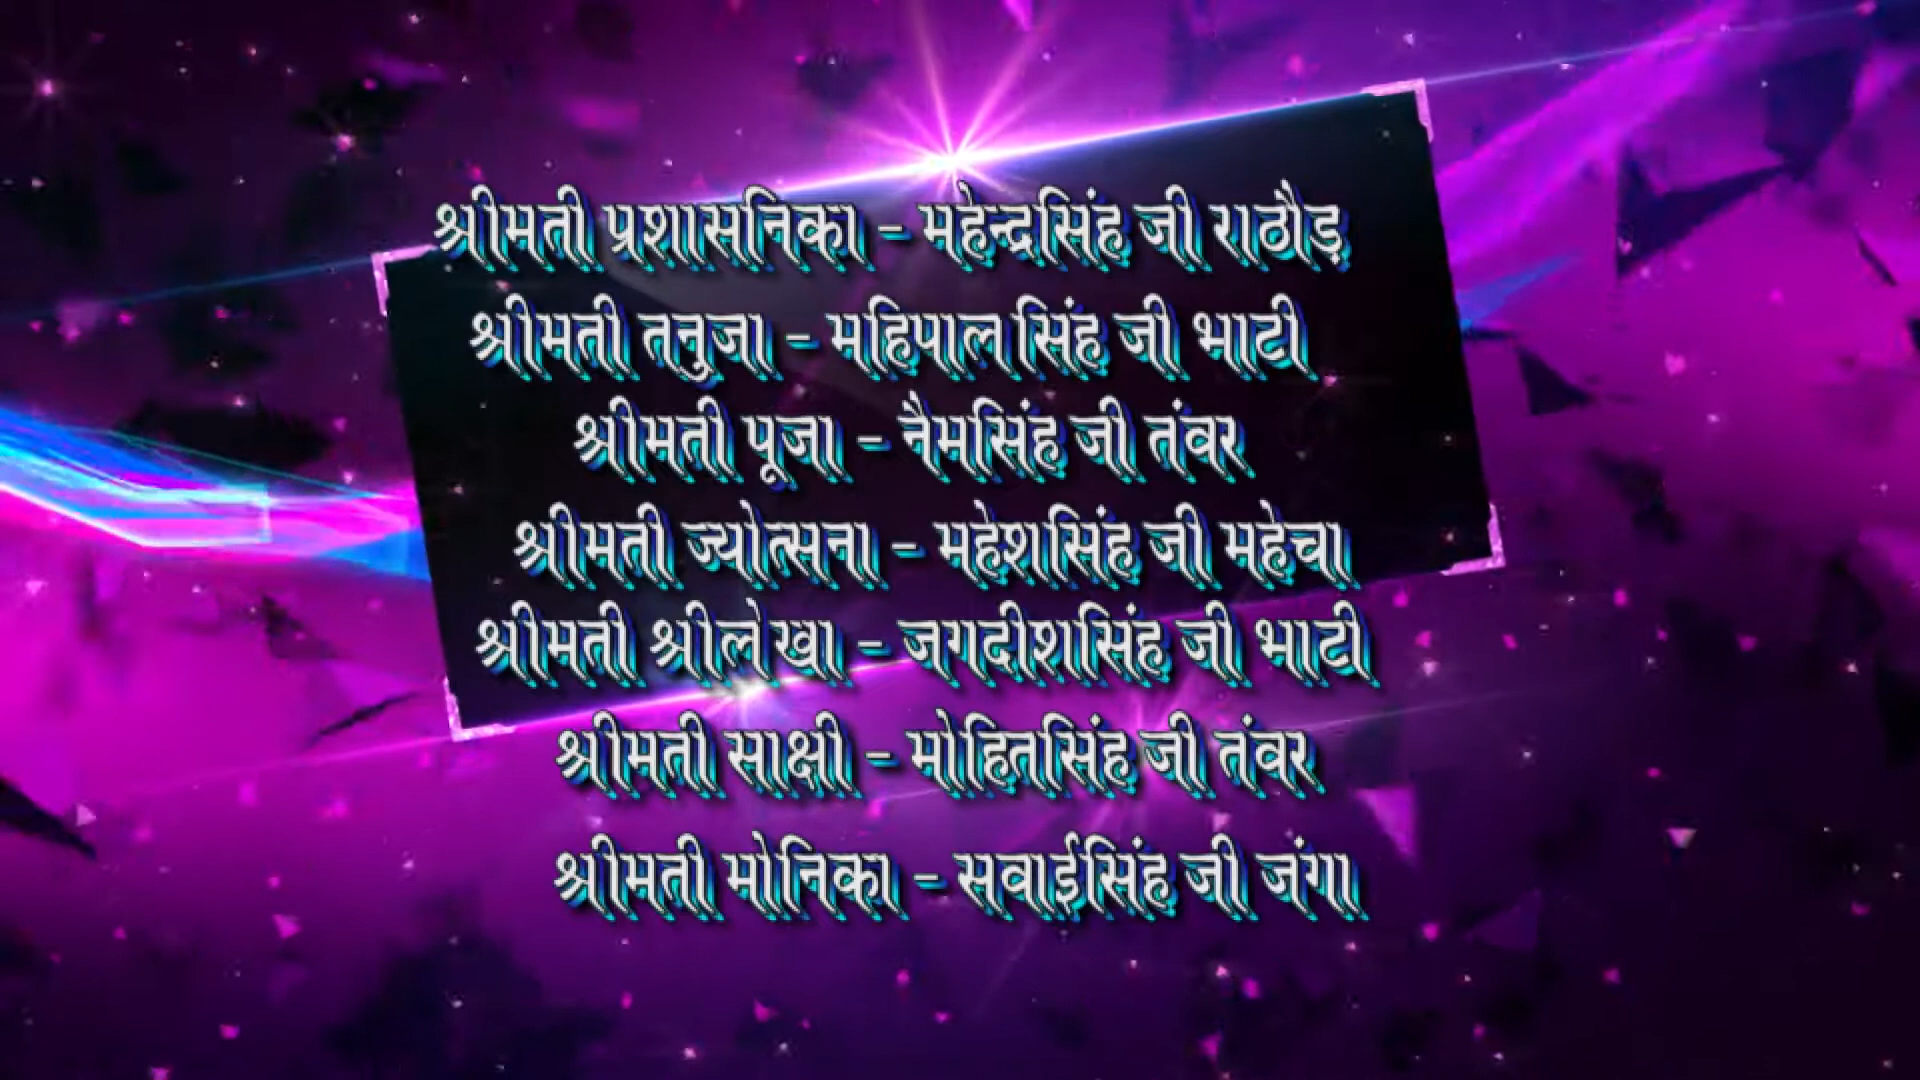 श्रीमती प्रशासनिका - महेन्द्रसिंह जी राठौड़
श्रीमती तनुजा - महिपाल सिंह जी भाटी
श्रीमती पूजा - नैमसिंह जी तंवर
श्रीमती ज्योत्सना - महेशसिंह जी महेचा
श्रीमती श्रीलेखा - जगदीशसिंह जी भाटी
श्रीमती साक्षी - मोहितसिंह जी तंवर
श्रीमती मोनिका - सवाईसिंह जी जंगा